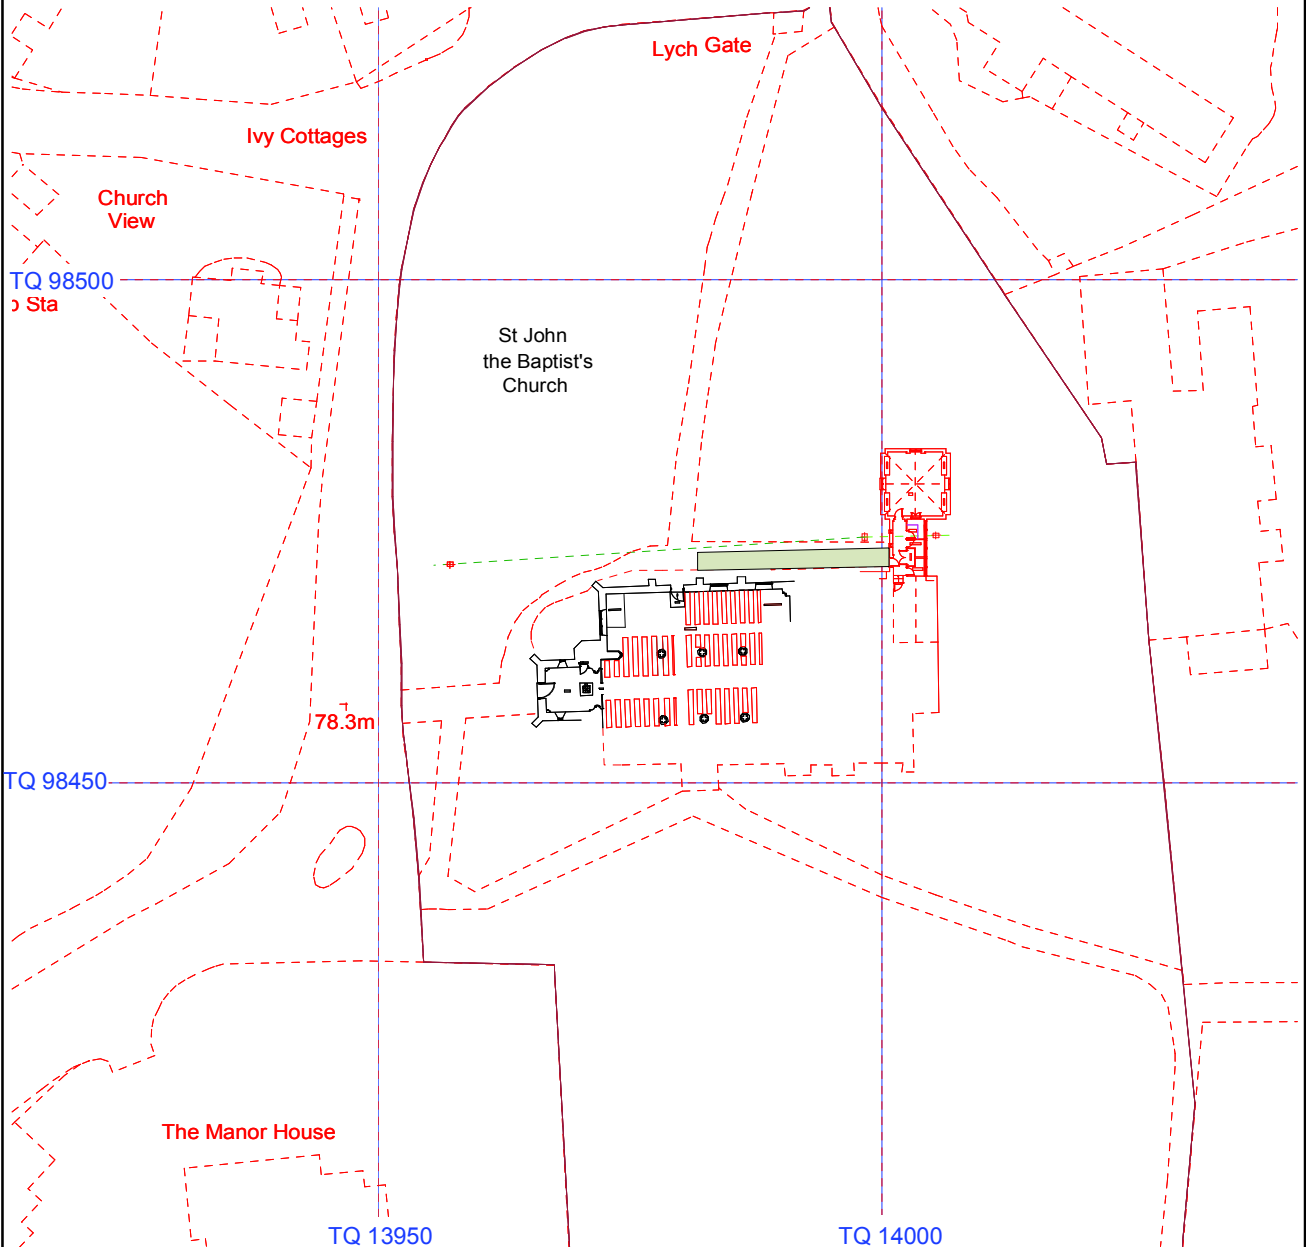 Lych Gate
Ivy Cottages
Church
View
TQ 98500
o Sta
St John
the Baptist's
Church
78.3m
TQ 98450
The Manor House
TQ 13950
TQ 14000